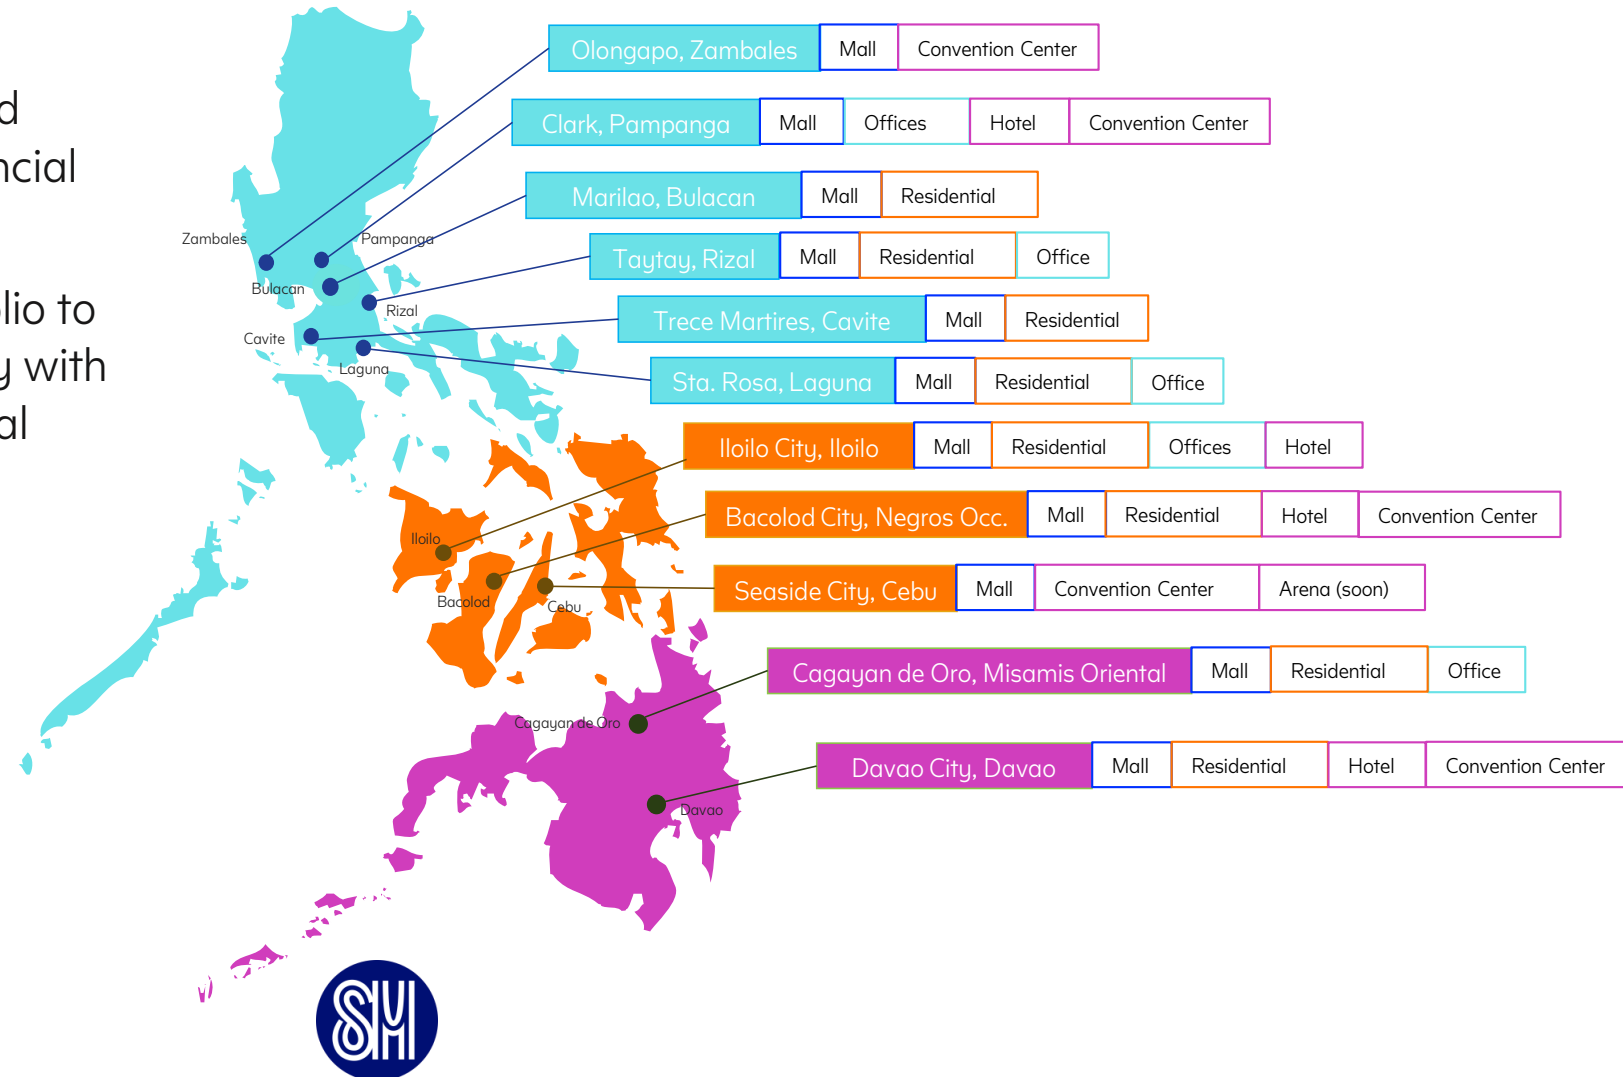 d
ncial
lio to
y with
al
Olongapo, Zambales Mall Convention Center
Clark, Pampanga Mall Offices Hotel Convention Center
Marilao, Bulacan Mall Residential
Taytay, Rizal Mall Residential Office
Trece Martires, Cavite Mall Residential
Sta. Rosa, Laguna Mall Residential Office
Iloilo City, Iloilo Mall Residential Offices Hotel
Bacolod City, Negros Occ. Mall Residential Hotel Convention Center
Seaside City, Cebu Mall Convention Center Arena (soon)
Cagayan de Oro, Misamis Oriental Mall Residential Office
Davao City, Davao Mall Residential Hotel Convention Center
Zambales
Pampanga
Bulacan
Rizal
Cavite
Laguna
Iloilo
Bacolod
Cebu
Cagayan de Oro
Davao
SM